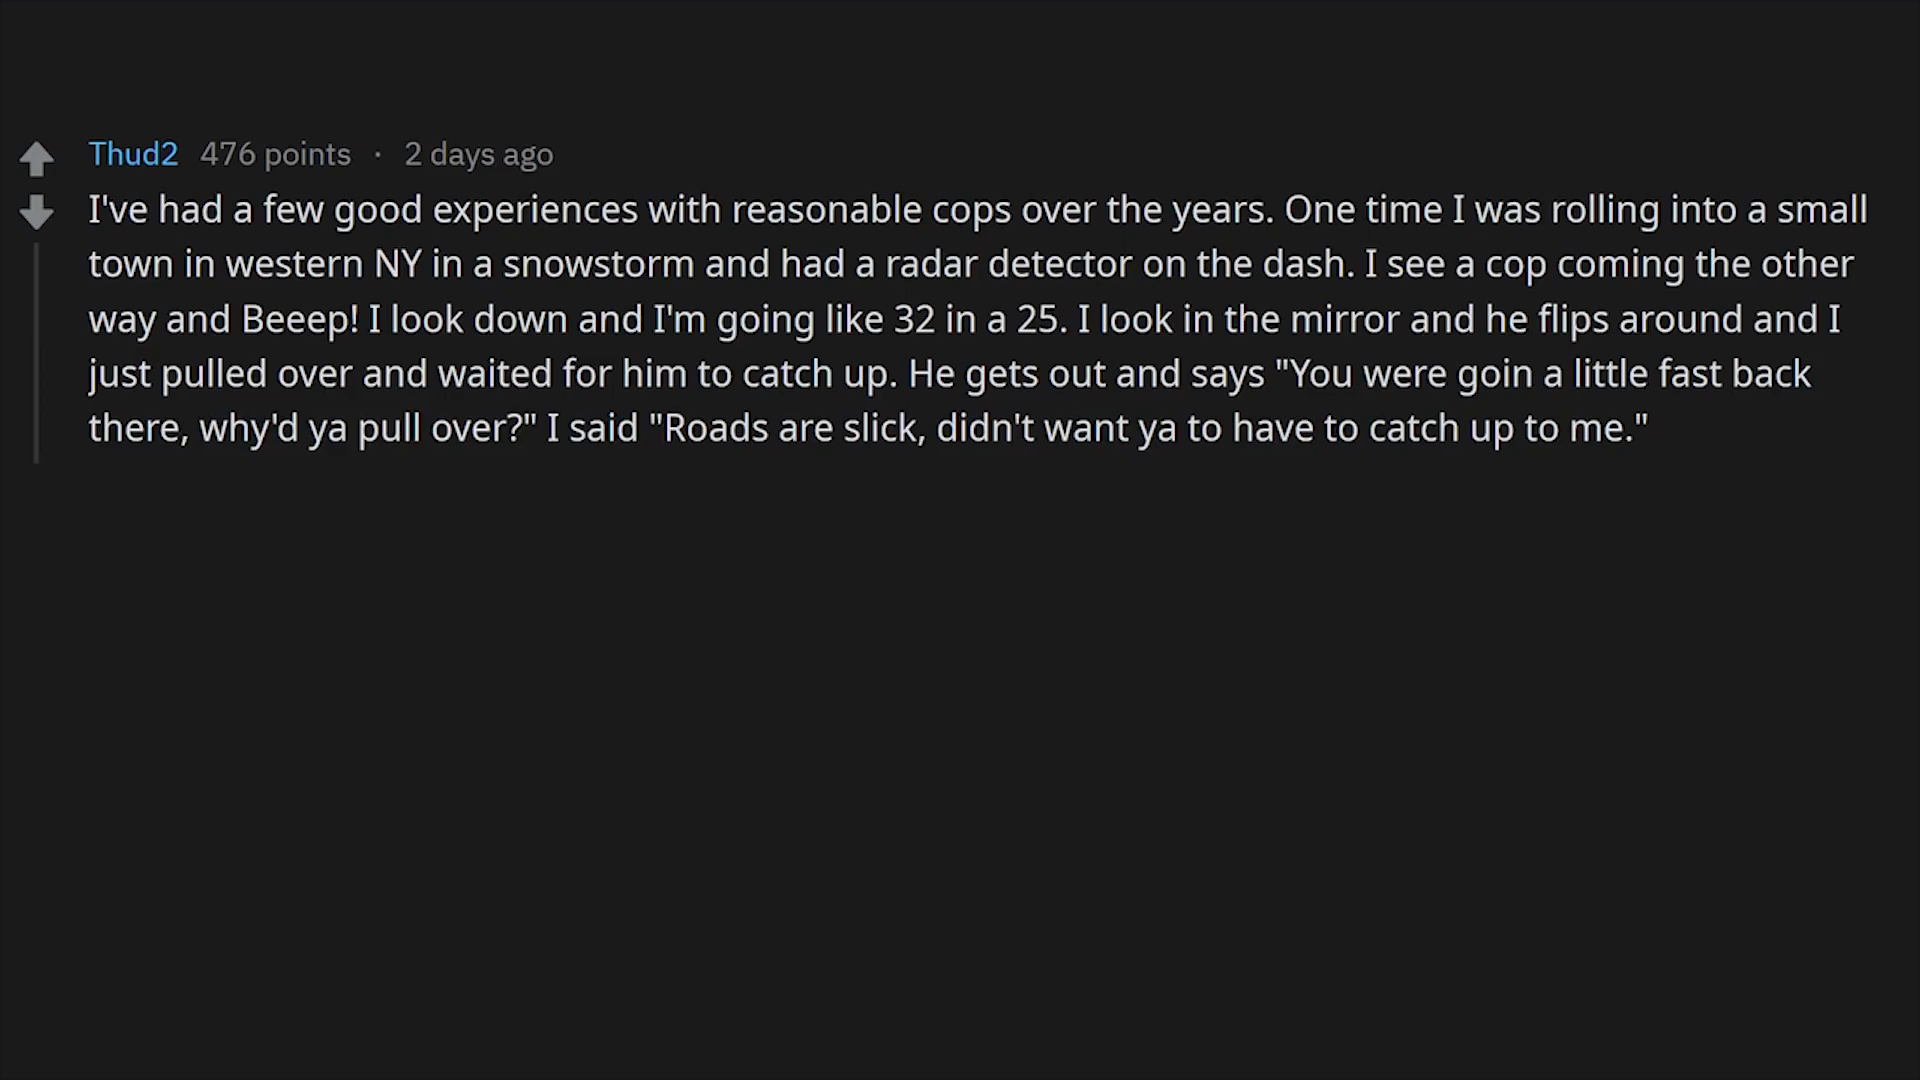 Thud2 476 points · 2 days ago
I've had a few good experiences with reasonable cops over the years. One time I was rolling into a small
town in western NY in a snowstorm and had a radar detector on the dash. I see a cop coming the other
way and Beeep! I look down and I'm going like 32 in a 25. I look in the mirror and he flips around and I
just pulled over and waited for him to catch up. He gets out and says "You were goin a little fast back
there, why'd ya pull over?" I said "Roads are slick, didn't want ya to have to catch up to me."